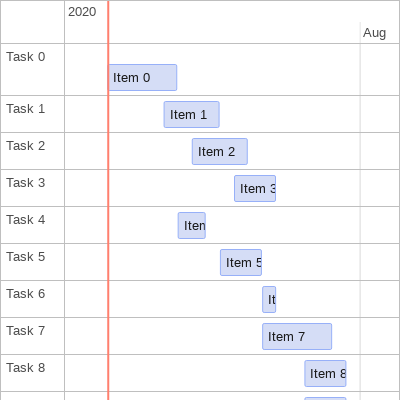 2020
Aug
Task 0
Item 0
Task 1
Item 1
Task 2
Item 2
Task 3
Item 3
Task 4
Iten
Task 5
Item 5
Task 6
It
Task 7
Item 7
Task 8
Item 8